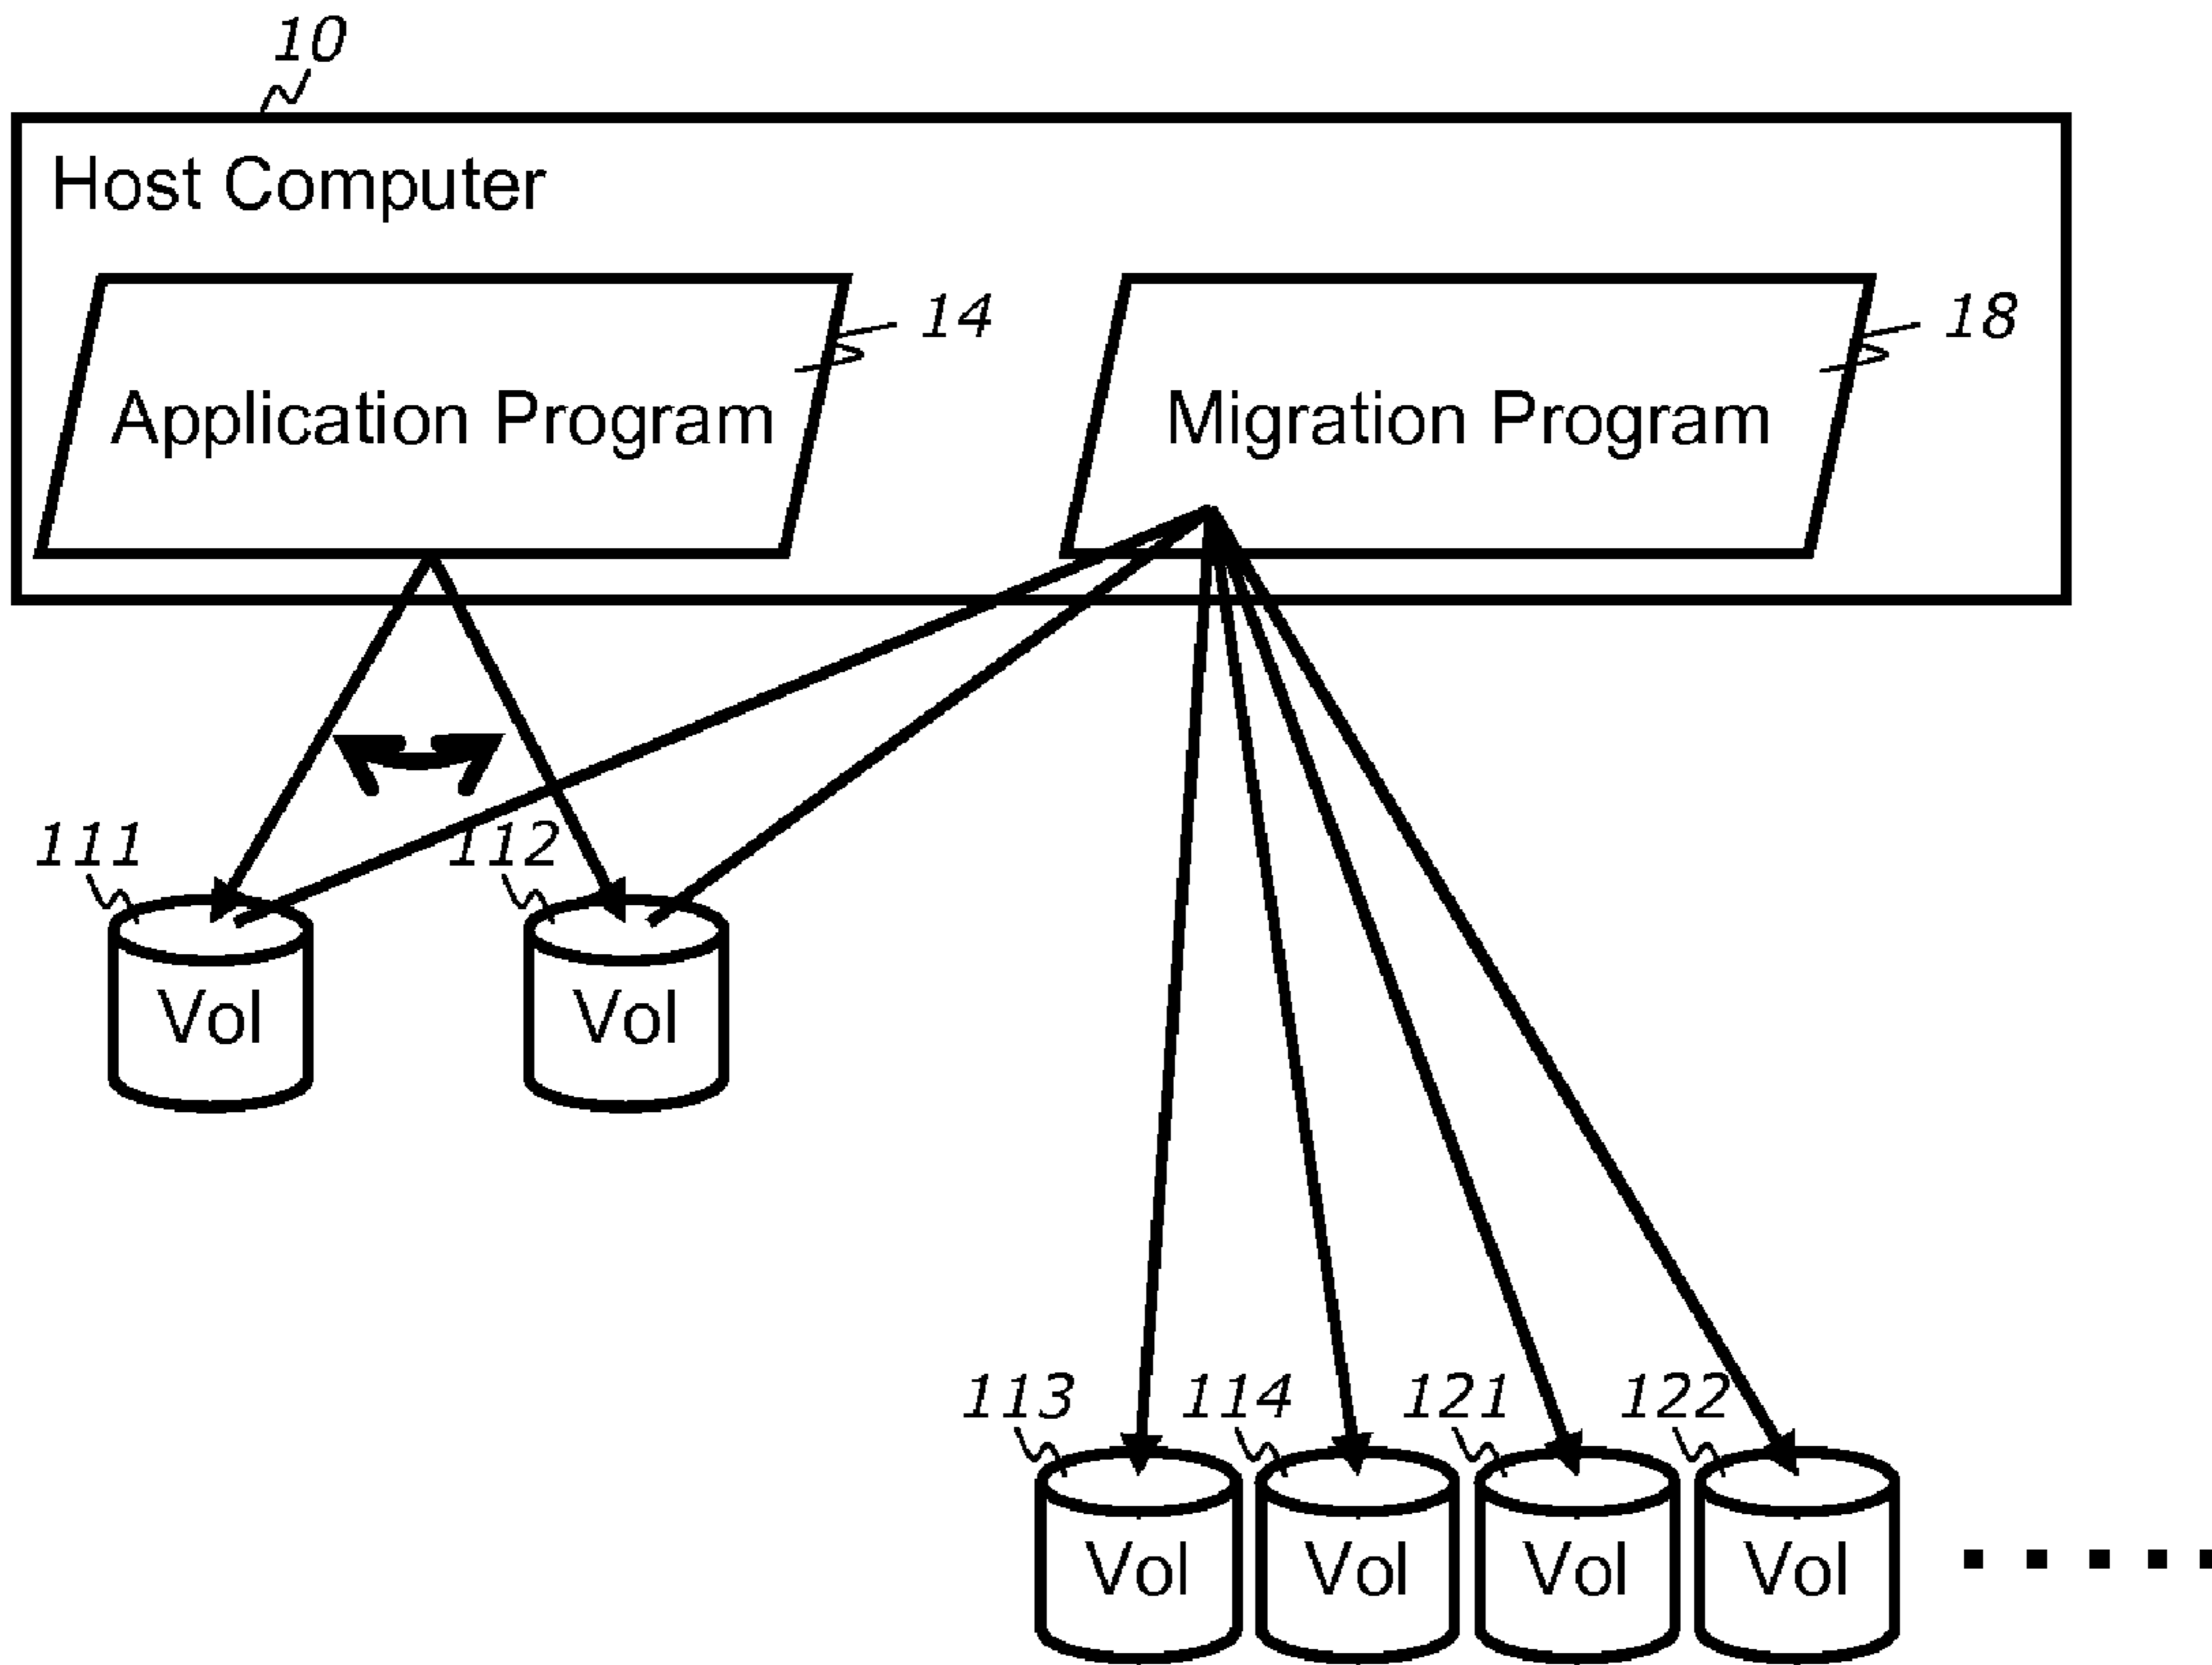 10
Host Computer
14
18
Application Program
Migration Program
111
112
Vol
Vol
113
114
121
122
Vol
Vol
Vol
Vol